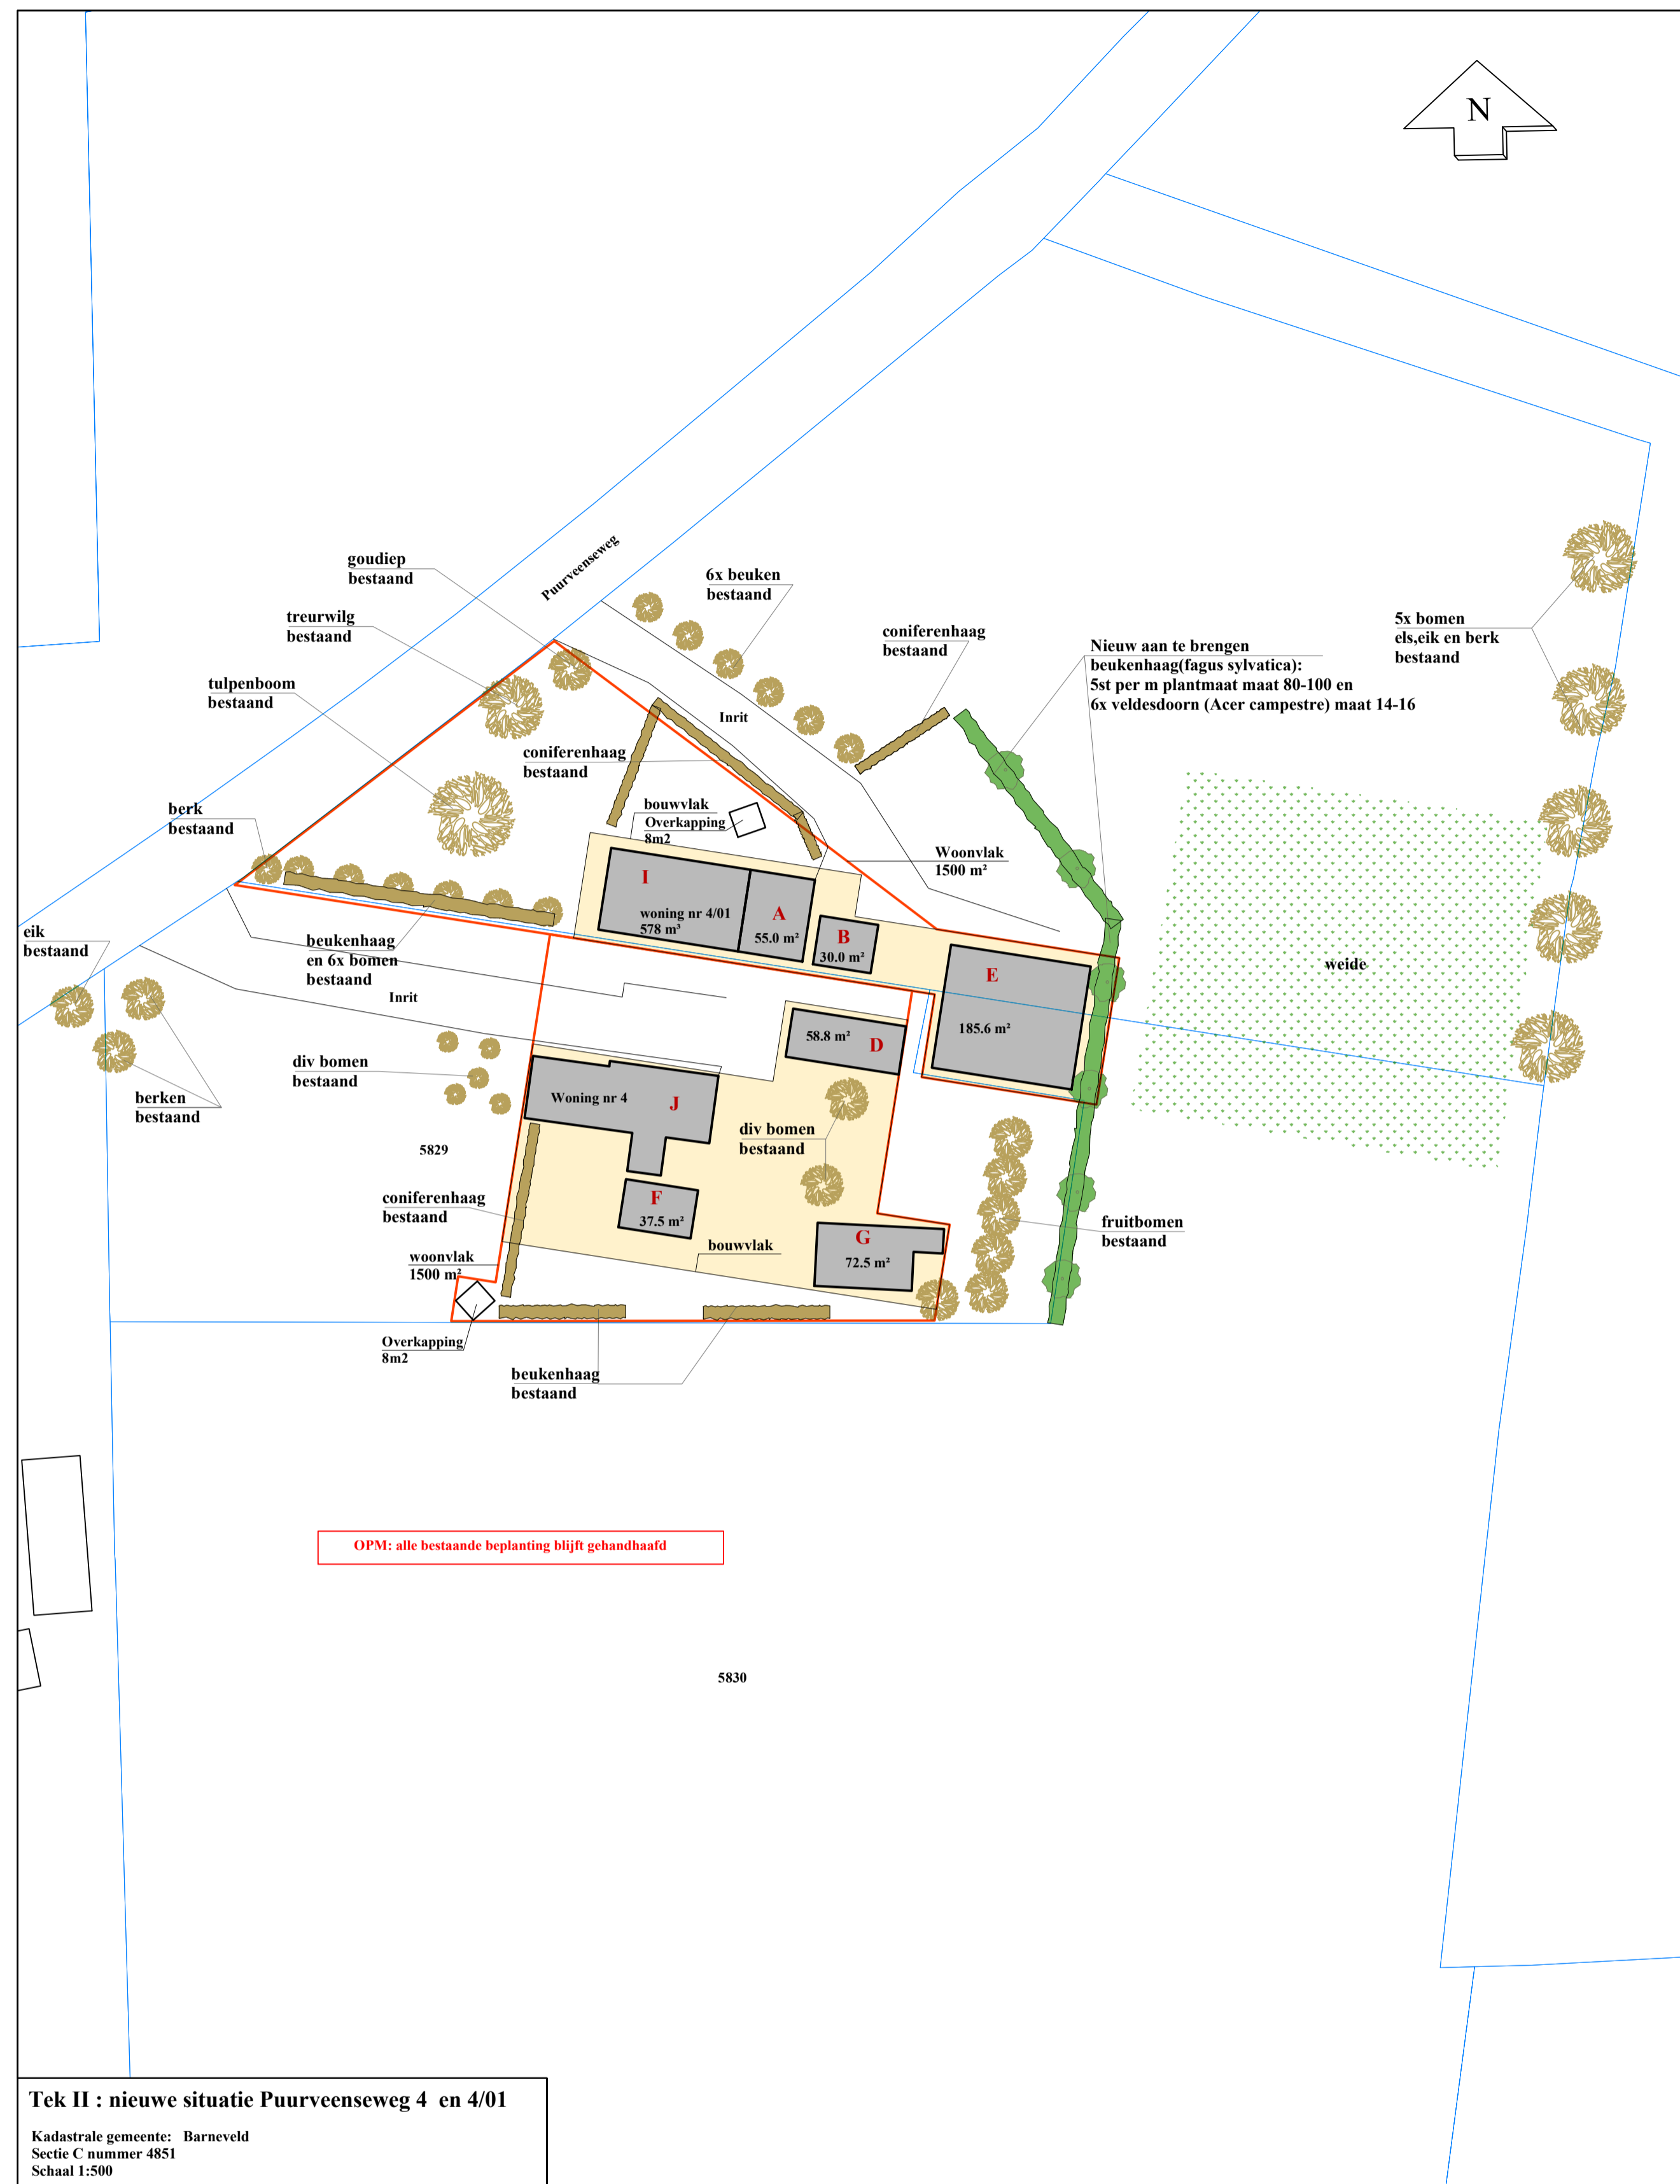 N
Puurveenseweg
goudiep
bestaand
treurwilg
bestaand
tulpenboom
bestaand
berk
bestaand
6x beuken
bestaand
coniferenhaag
bestaand
Nieuw aan te brengen
beukenhaag(fagus sylvatica):
5st per m plantmaat maat 80-100 en
6x veldesdoorn (Acer campestre) maat 14-16
5x bomen
els,eik en berk
bestaand
Inrit
coniferenhaag
bestaand
bouwvlak
Overkapping
8m2
Woonvlak
1500 m²
I
woning nr 4/01
578 m³
A
55.0 m²
B
30.0 m²
E
185.6 m²
weide
eik
bestaand
beukenhaag
en 6x bomen
bestaand
Inrit
58.8 m²
D
div bomen
bestaand
berken
bestaand
Woning nr 4
J
div bomen
bestaand
5829
coniferenhaag
bestaand
F
37.5 m²
fruitbomen
bestaand
G
72.5 m²
bouwvlak
woonvlak
1500 m²
Overkapping
8m2
beukenhaag
bestaand
OPM: alle bestaande beplanting blijft gehandhaafd
5830
Tek II : nieuwe situatie Puurveenseweg 4 en 4/01
Kadastrale gemeente: Barneveld
Sectie C nummer 4851
Schaal 1:500